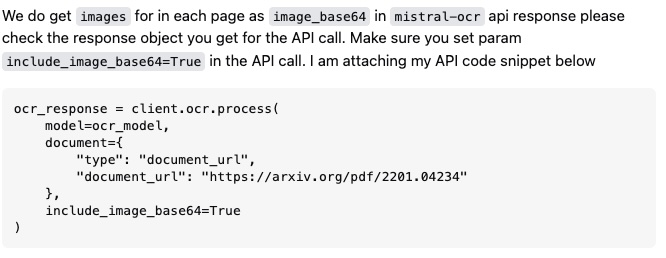 We do get images for in each page as image_base64 in mistral-ocr api response please
check the response object you get for the API call. Make sure you set param
include_image_base64=True in the API call. I am attaching my API code snippet below
ocr_response = client.ocr.process(
    model=ocr_model,
    document={
        "type": "document_url",
        "document_url": "https://arxiv.org/pdf/2201.04234"
    },
    include_image_base64=True
)